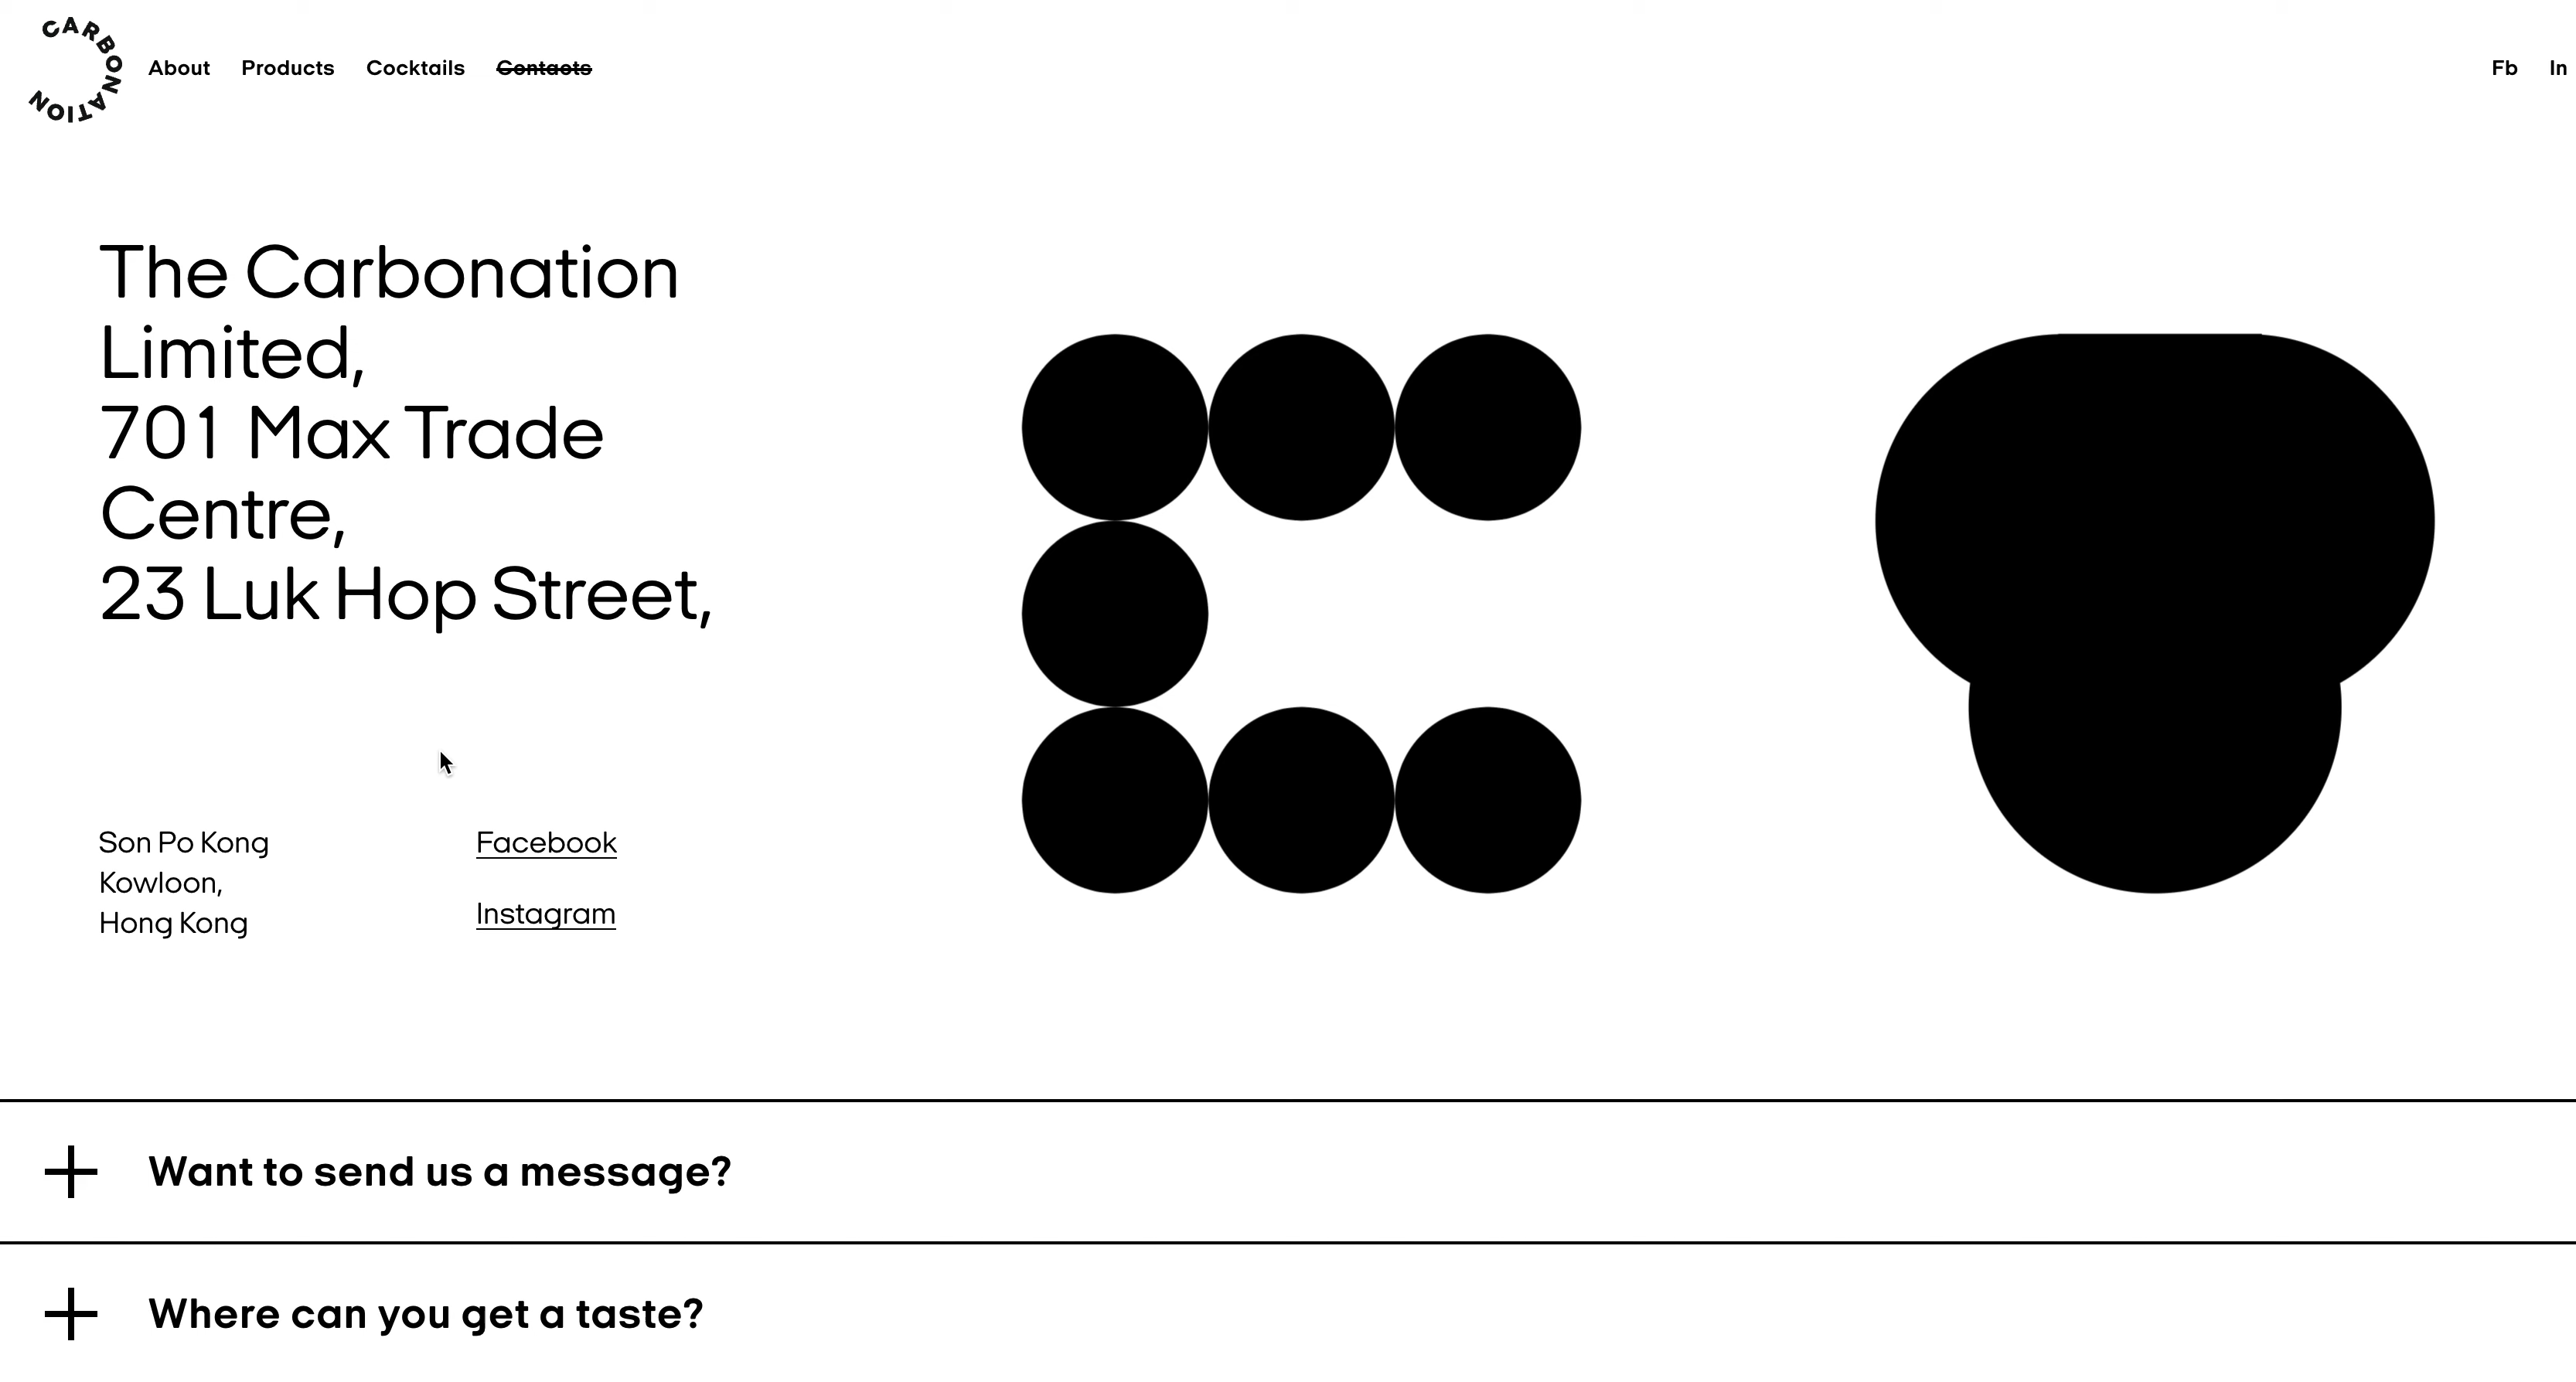 CARBONATION
About Products Cocktails Contacts
Fb In
The Carbonation
Limited,
701 Max Trade
Centre,
23 Luk Hop Street,
Son Po Kong
Kowloon,
Hong Kong
Facebook
Instagram
Want to send us a message?
Where can you get a taste?